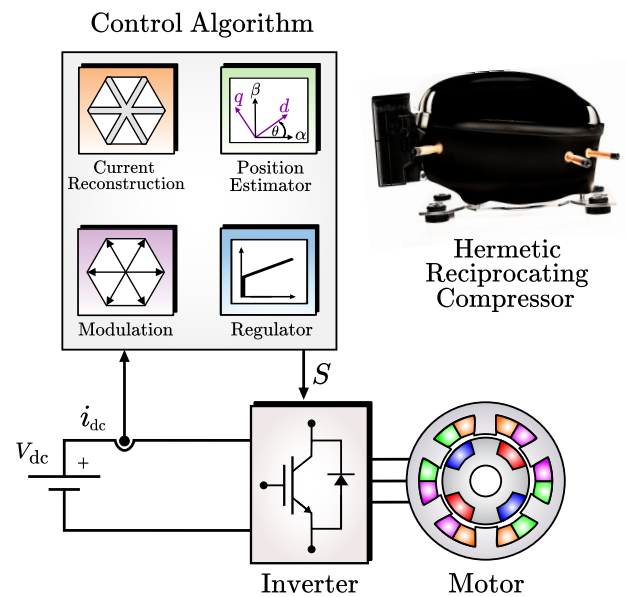 Control Algorithm
q
β
d
θ
α
Current
Reconstruction
Position
Estimator
Modulation
Regulator
Hermetic
Reciprocating
Compressor
S
i_dc
V_dc
+
Inverter
Motor